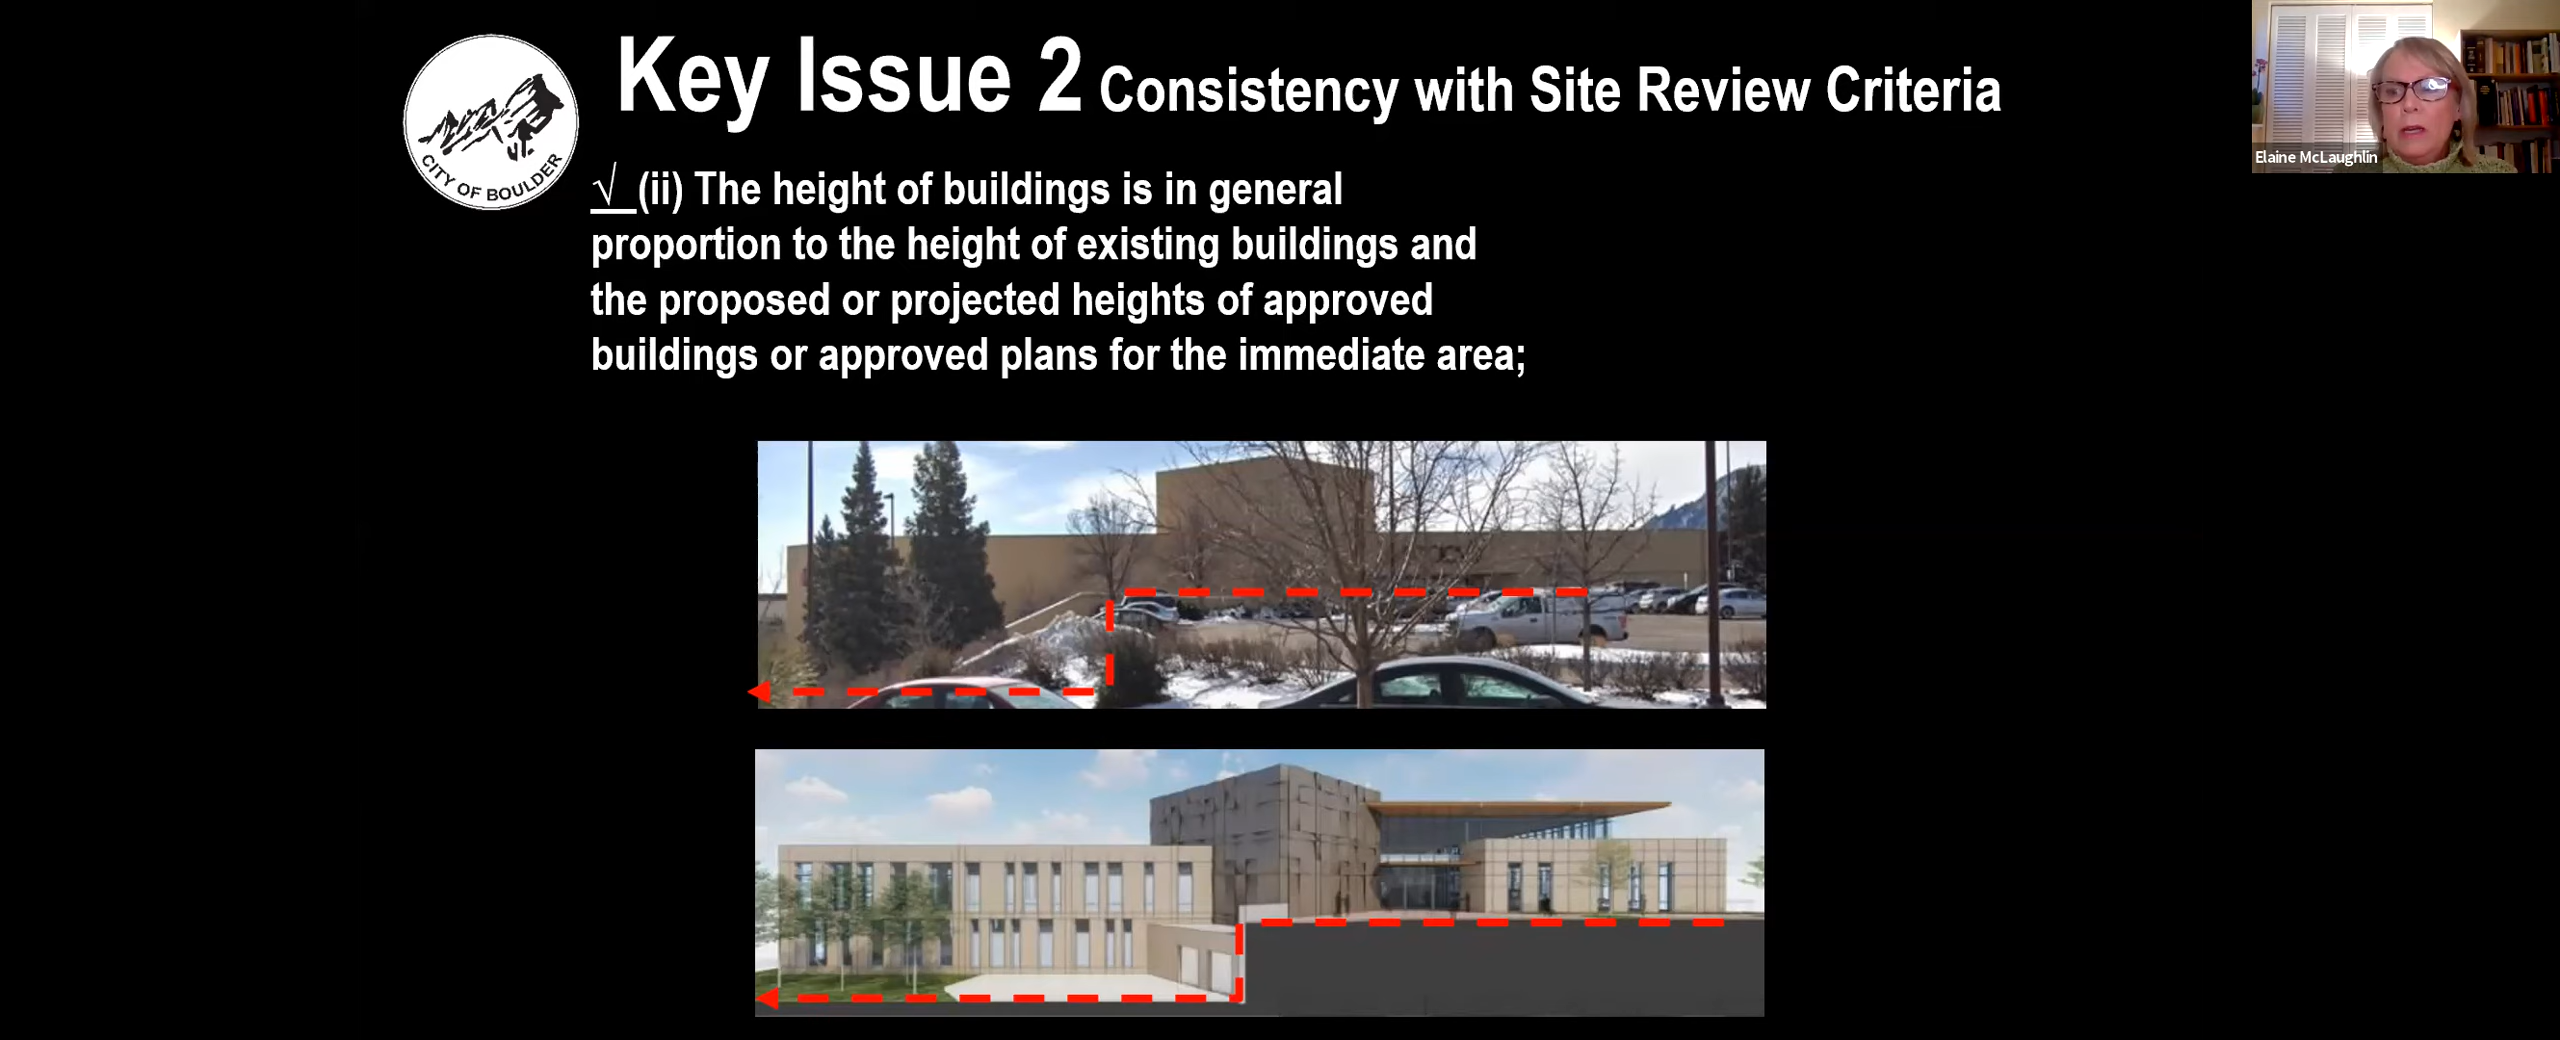 Key Issue 2 Consistency with Site Review Criteria
Elaine McLaughlin
CITY OF BOULDER
√ (ii) The height of buildings is in general
proportion to the height of existing buildings and
the proposed or projected heights of approved
buildings or approved plans for the immediate area;